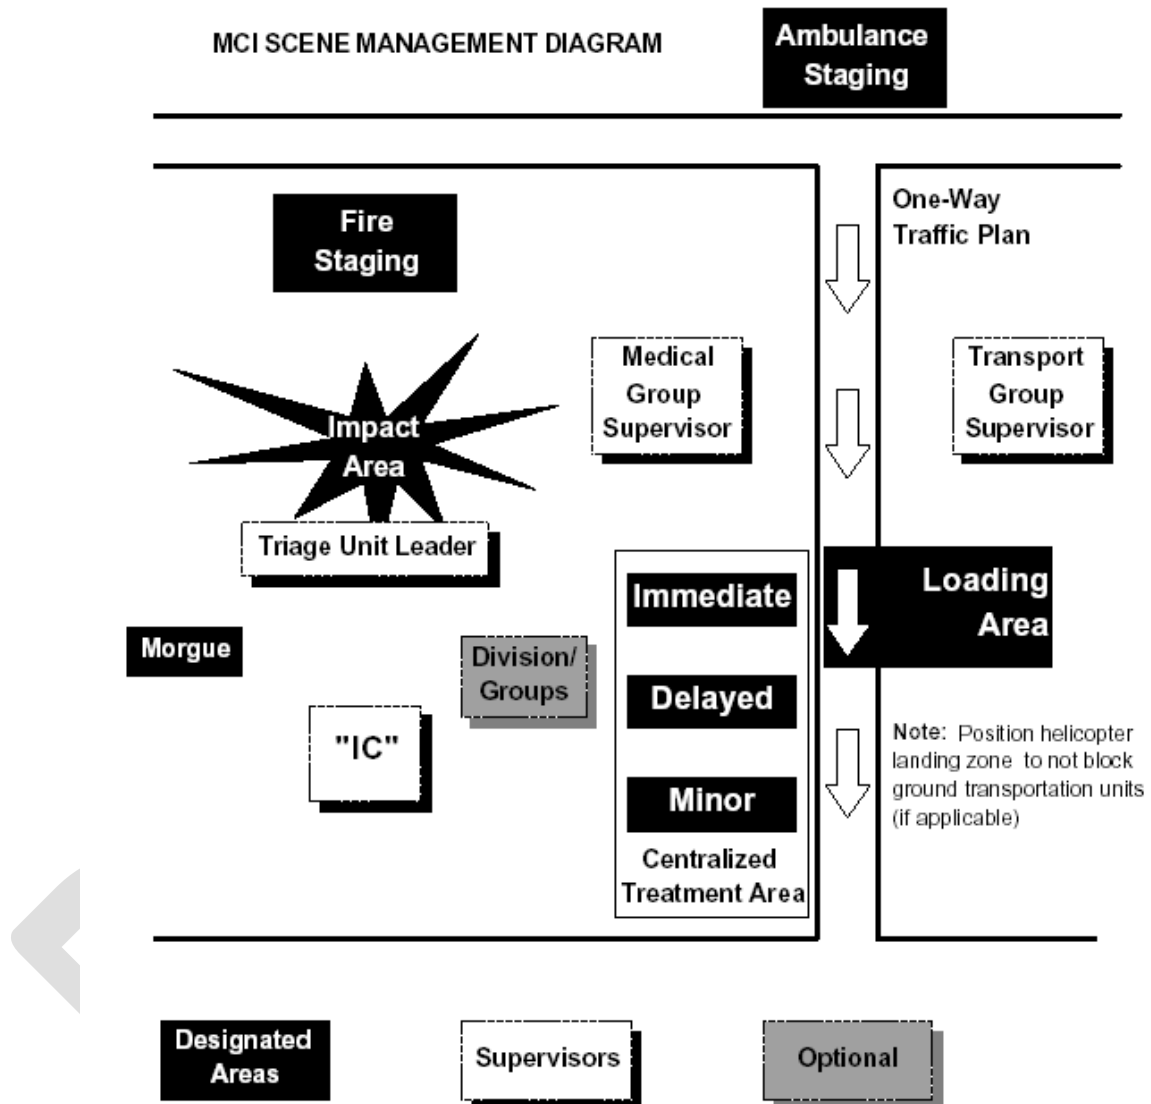 MCI SCENE MANAGEMENT DIAGRAM
Ambulance
Staging
Fire
Staging
One-Way
Traffic Plan
Impact
Area
Medical
Group
Supervisor
Transport
Group
Supervisor
Triage Unit Leader
Morgue
Division/
Groups
"IC"
Immediate
Delayed
Minor
Centralized
Treatment Area
Loading
Area
Note: Position helicopter
landing zone to not block
ground transportation units
(if applicable)
Designated
Areas
Supervisors
Optional